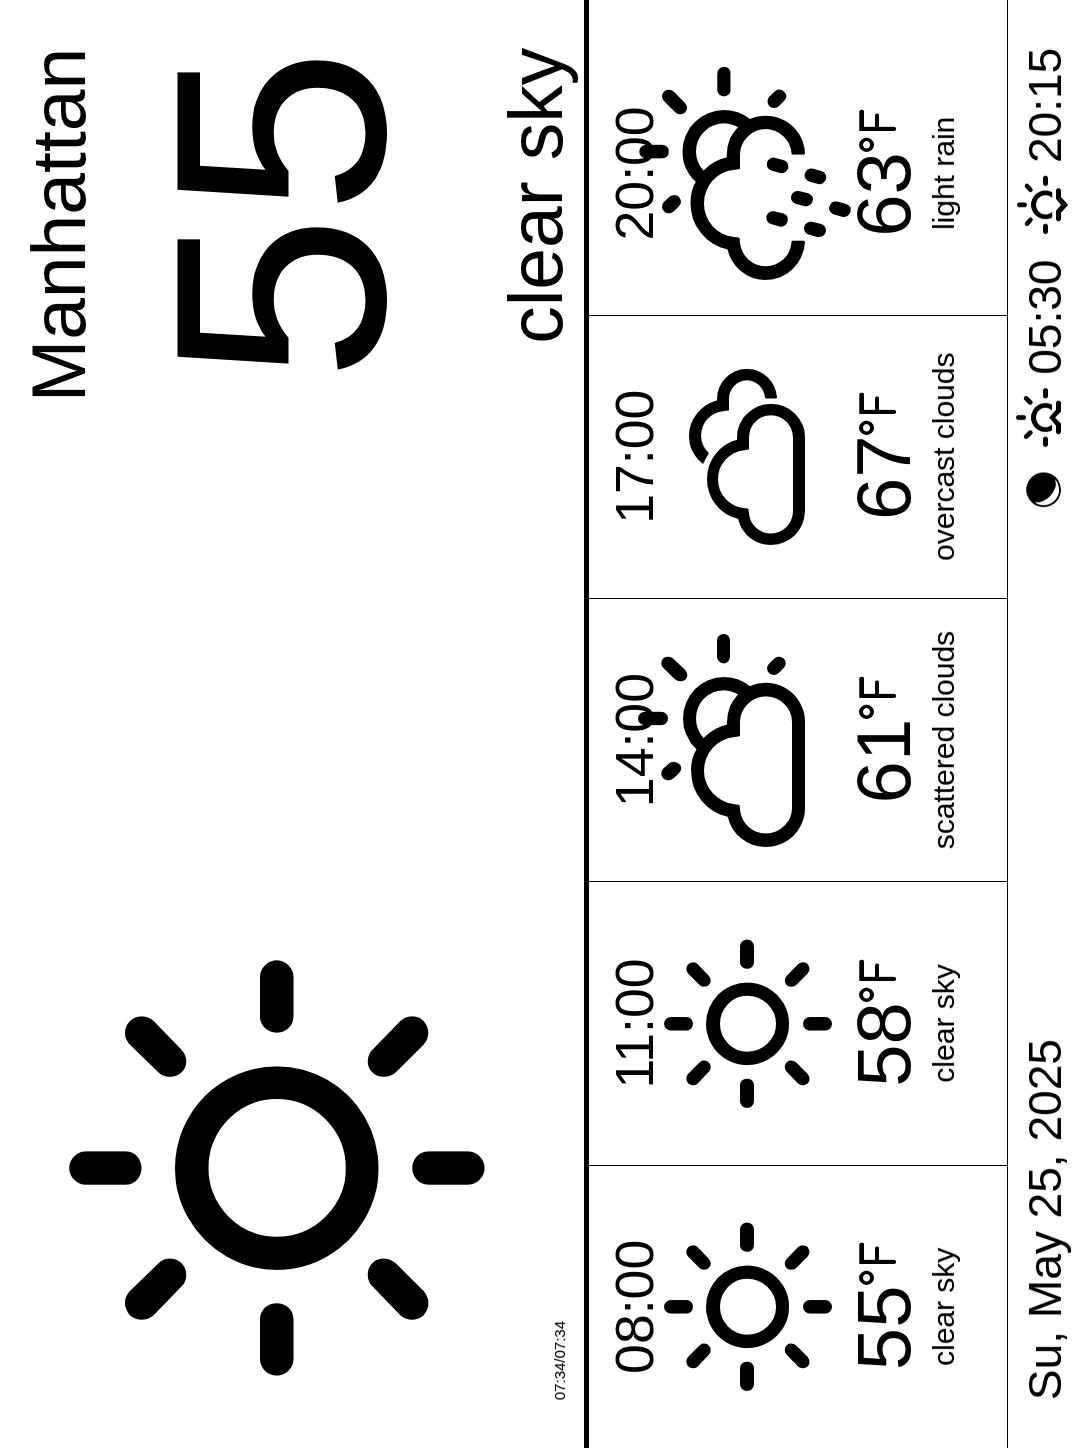 Manhattan
55
clear sky
07:34/07:34
08:00
55°F
clear sky
11:00
58°F
clear sky
14:00
61°F
scattered clouds
17:00
67°F
overcast clouds
20:00
63°F
light rain
Su, May 25, 2025
05:30
20:15